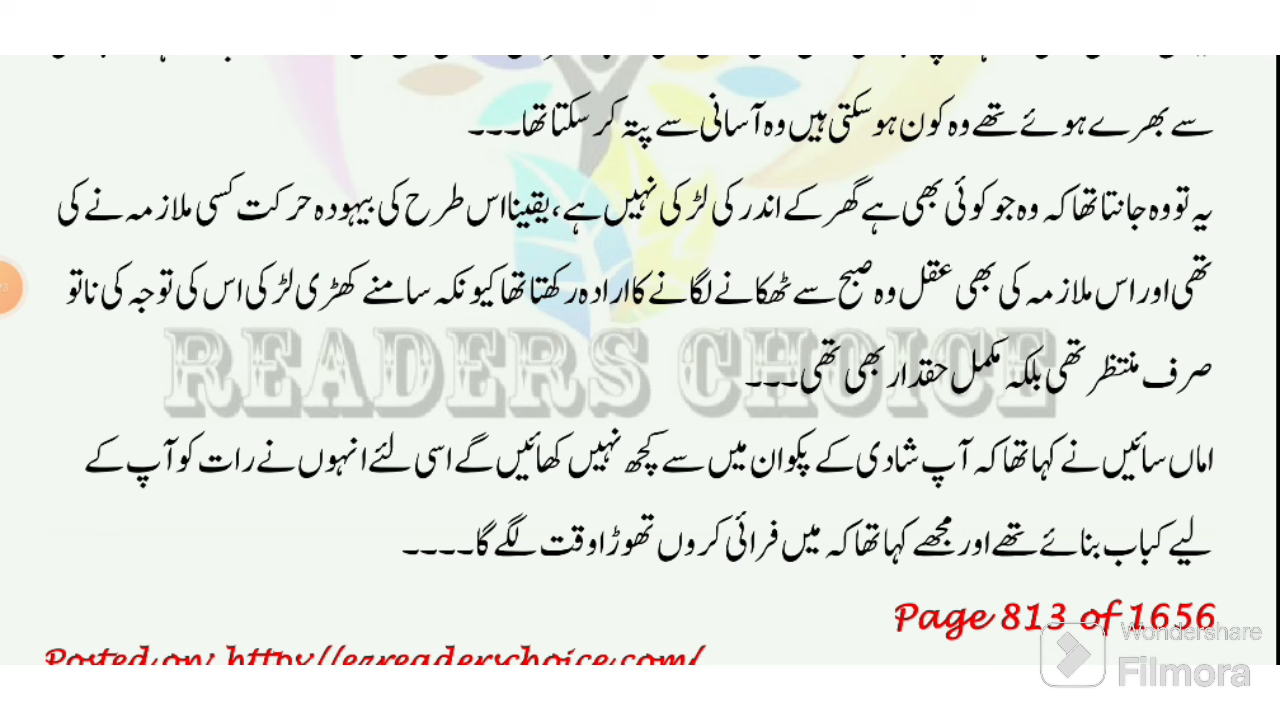 سے بھرے ہوئے تھے وہ کون ہو سکتی ہیں وہ آسانی سے پتہ کر سکتا تھا۔۔۔
یہ تو وہ جانتا تھا کہ وہ جو کوئی بھی ہے گھر کے اندر کی لڑکی نہیں ہے، یقینا اس طرح کی بیہودہ حرکت کسی ملازمہ نے کی
تھی اور اس ملازمہ کی بھی عقل وہ صبح سے ٹھکانے لگانے کا ارادہ رکھتا تھا کیونکہ سامنے کھڑی لڑکی اس کی توجہ کی نا تو
صرف منتظر تھی بلکہ مکمل حقدار بھی تھی۔۔۔
READERS CHOICE
اماں سائیں نے کہا تھا کہ آپ شادی کے پکوان میں سے کچھ نہیں کھائیں گے اسی لئے انہوں نے رات کو آپ کے
لیے کباب بنائے تھے اور مجھے کہا تھا کہ میں فرائی کروں تھوڑا وقت لگے گا۔۔۔۔
Page 813 of 1656
Posted on: http//ezreaderschoice.com/
Wondershare
Filmora